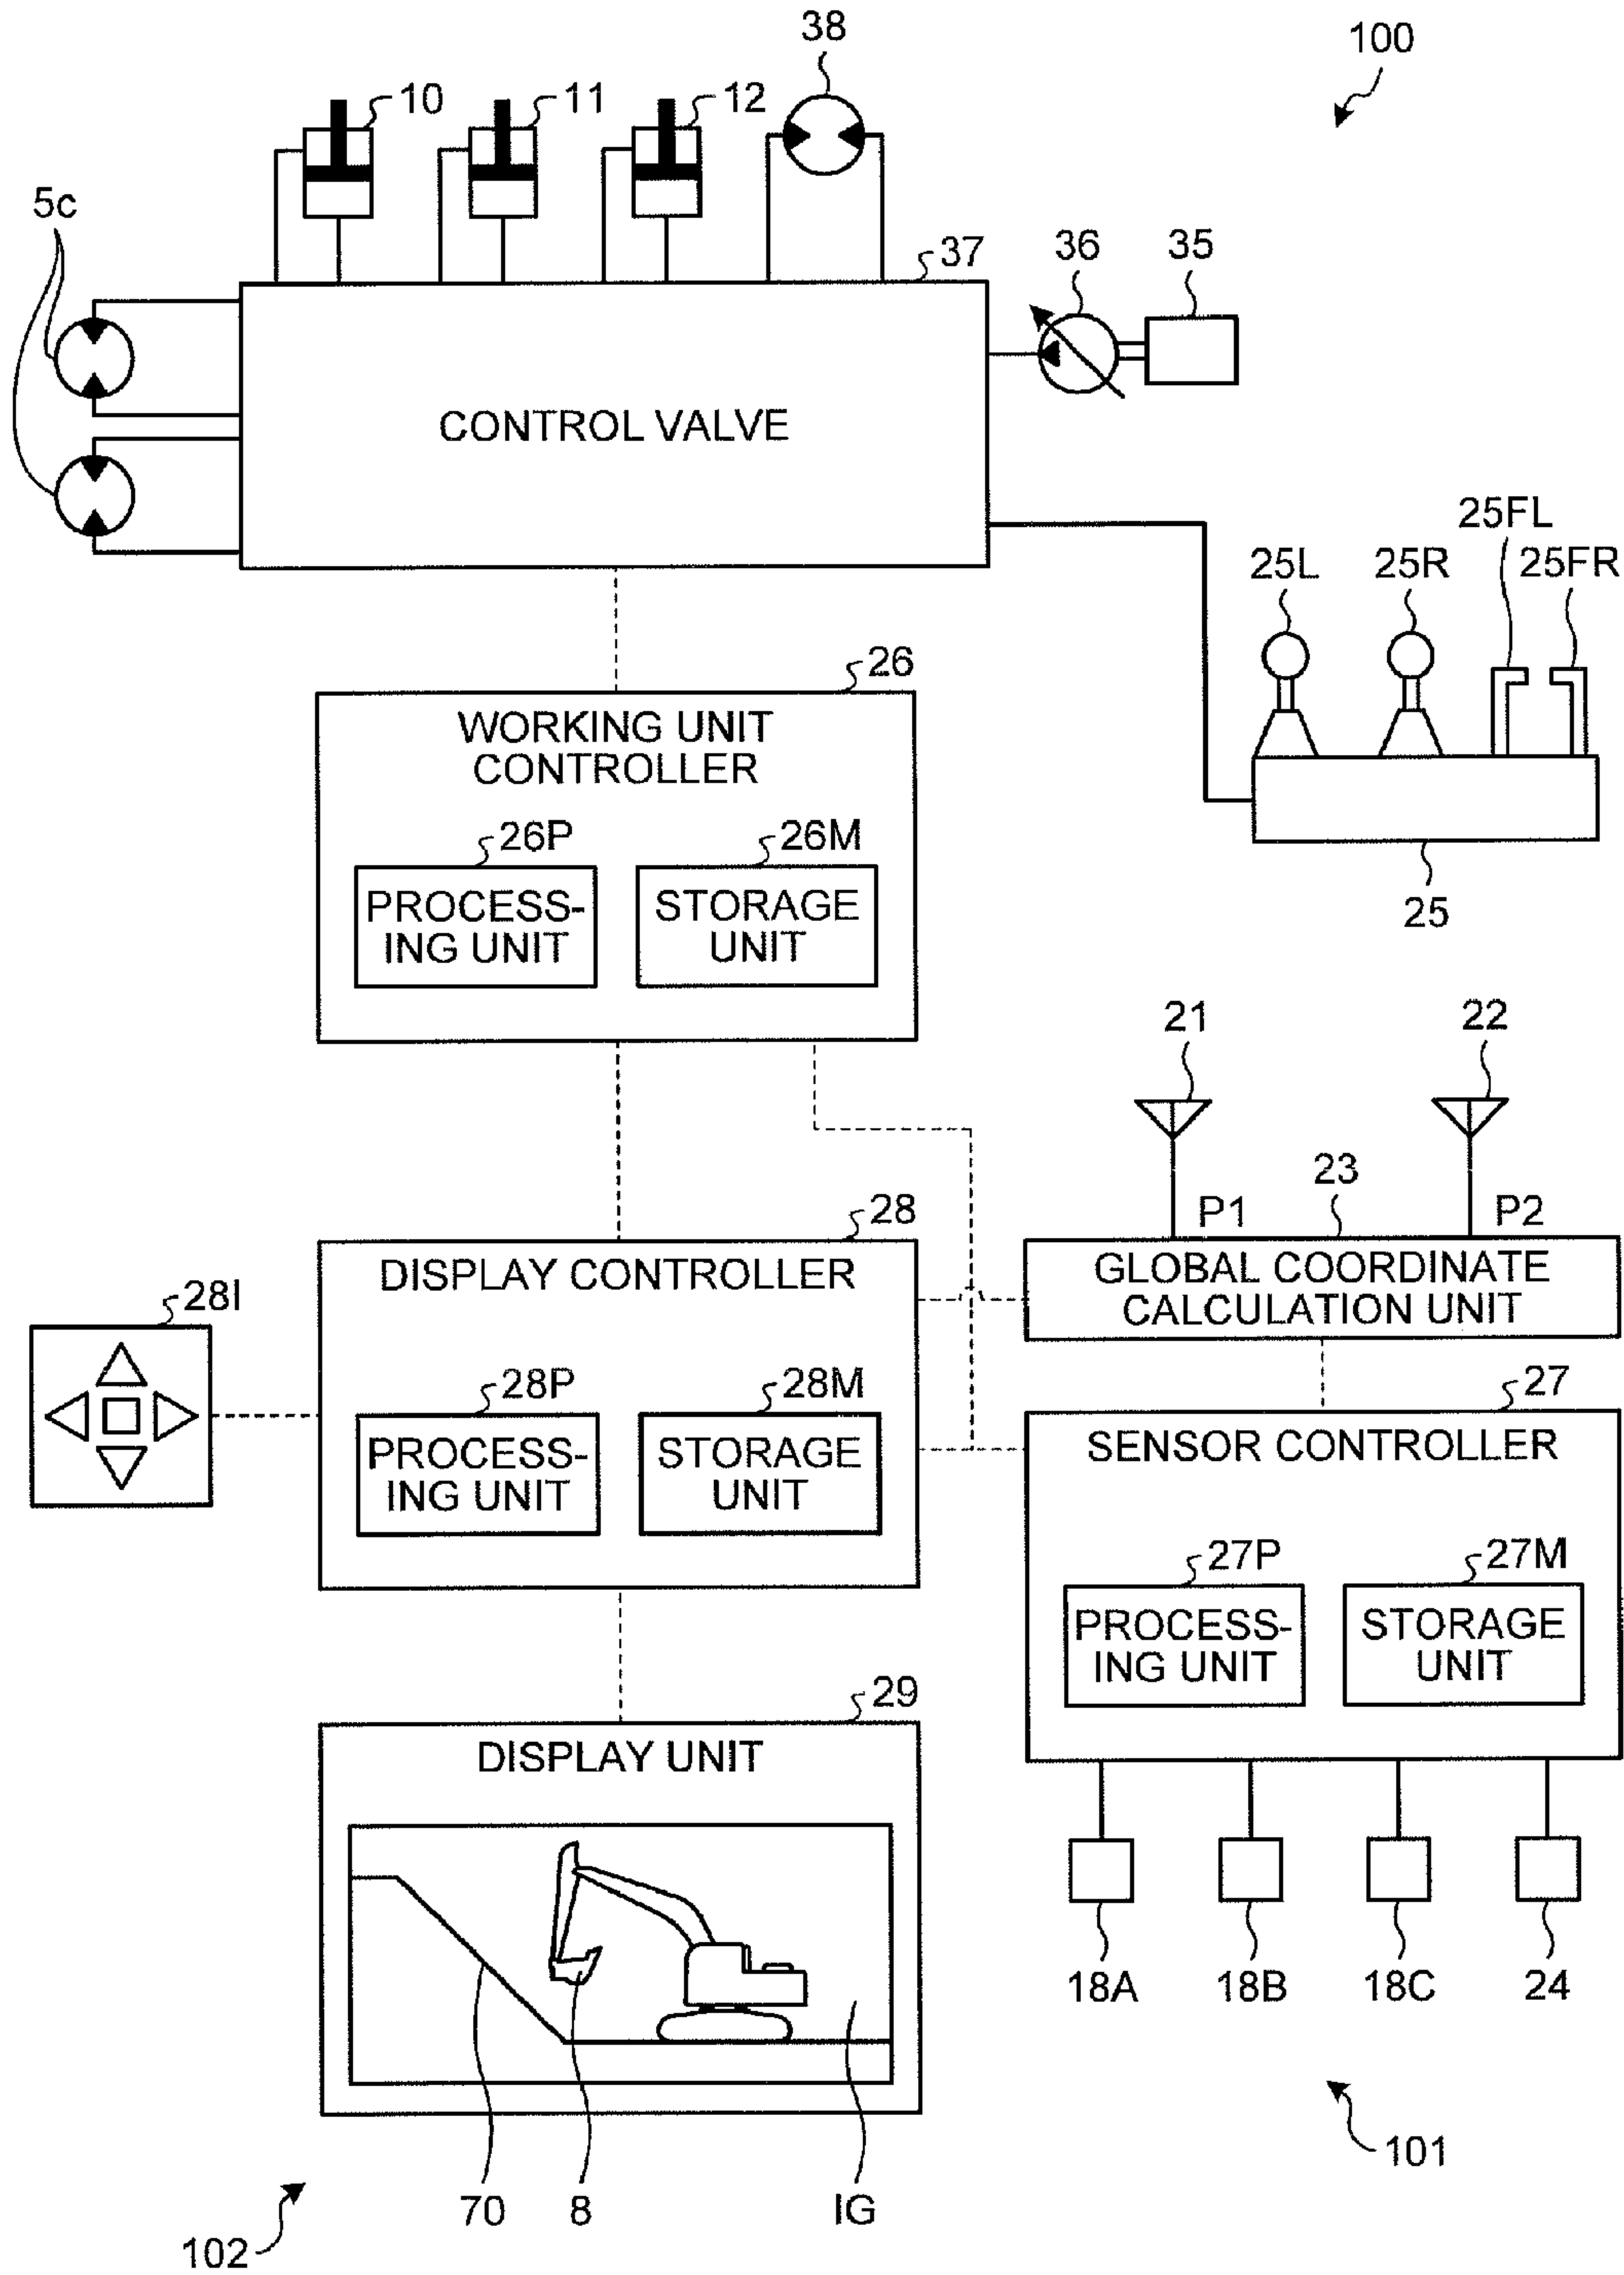 38
100
10
11
12
5c
37
36
35
CONTROL VALVE
25FL
25L
25R
25FR
26
WORKING UNIT
CONTROLLER
26P
26M
PROCESS-
ING UNIT
STORAGE
UNIT
25
21
22
23
P1
P2
28
DISPLAY CONTROLLER
GLOBAL COORDINATE
CALCULATION UNIT
28I
28P
28M
PROCESS-
ING UNIT
STORAGE
UNIT
27
SENSOR CONTROLLER
27P
27M
PROCESS-
ING UNIT
STORAGE
UNIT
29
DISPLAY UNIT
18A
18B
18C
24
101
70
8
IG
102